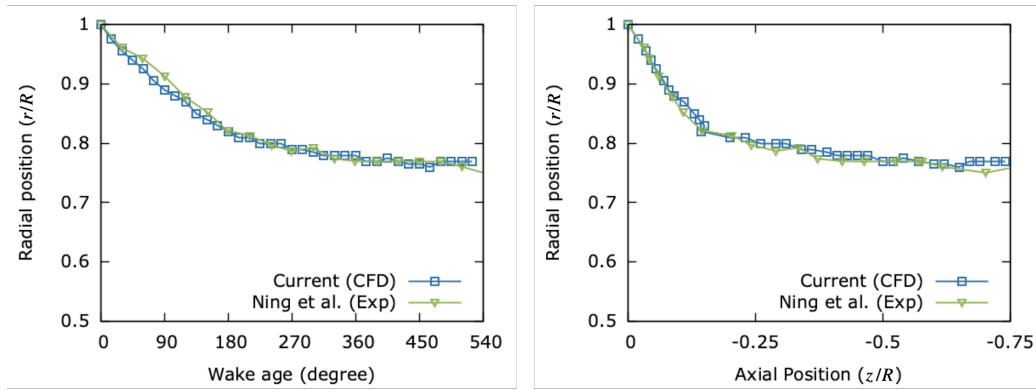 Radial position (r/R)
1
0.9
0.8
0.7
0.6
0.5
Current (CFD)
Ning et al. (Exp)
0 90 180 270 360 450 540
Wake age (degree)
Radial position (r/R)
1
0.9
0.8
0.7
0.6
0.5
Current (CFD)
Ning et al. (Exp)
0 -0.25 -0.5 -0.75
Axial Position (z/R)